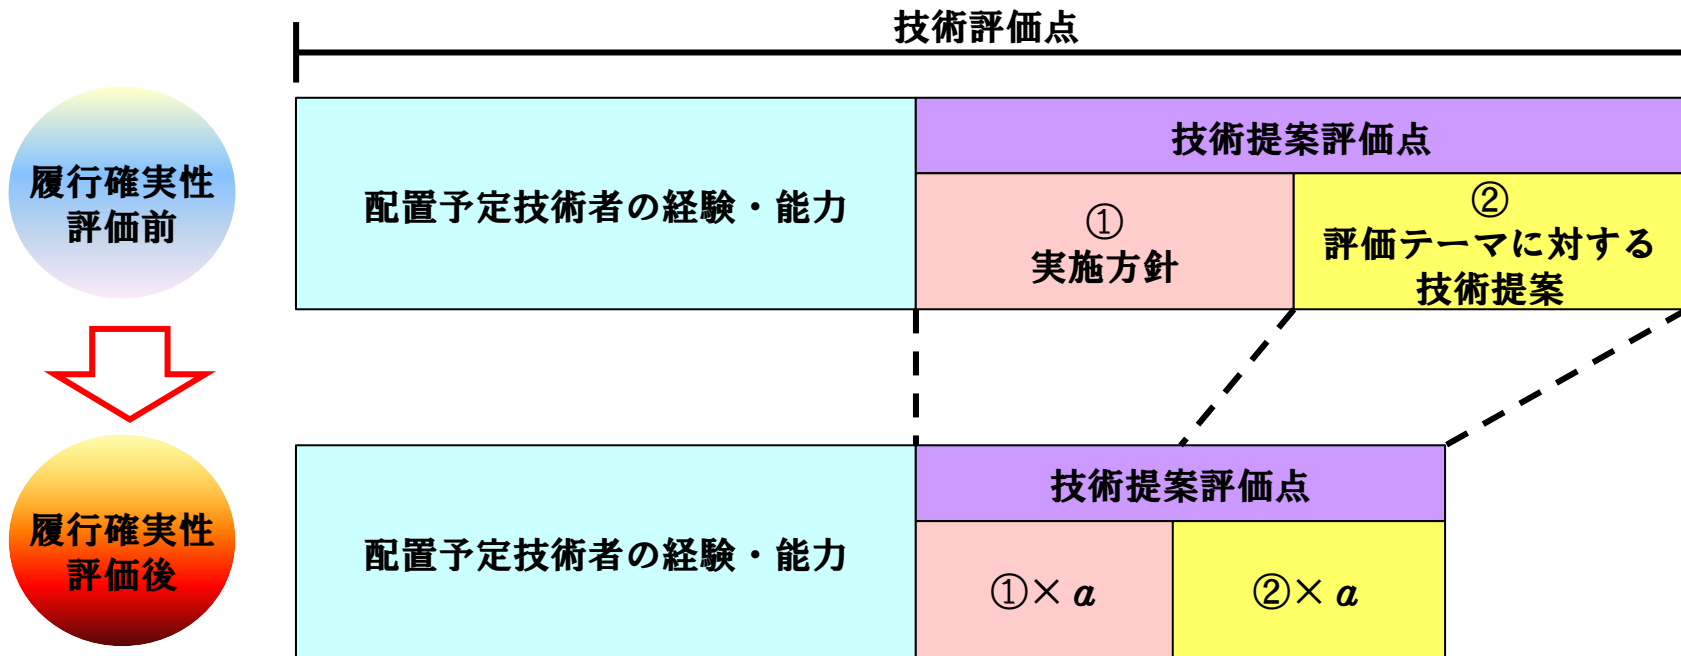 技術評価点
履行確実性
評価前
配置予定技術者の経験・能力
技術提案評価点
①
実施方針
②
評価テーマに対する
技術提案
履行確実性
評価後
配置予定技術者の経験・能力
技術提案評価点
①×a
②×a